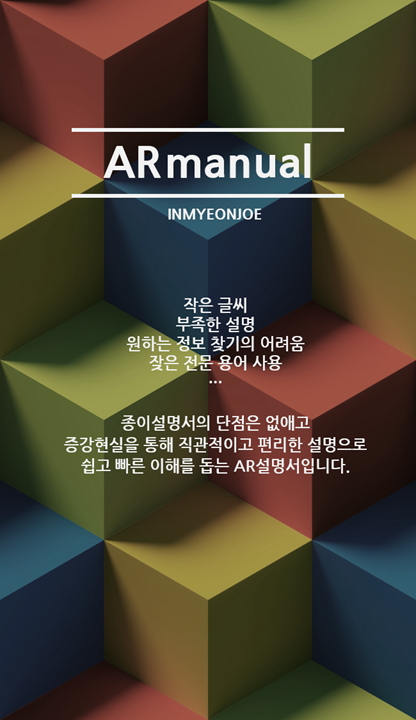 ARmanual
INMYEONJOE
작은 글씨
부족한 설명
원하는 정보 찾기의 어려움
잦은 전문 용어 사용
...
종이설명서의 단점은 없애고
증강현실을 통해 직관적이고 편리한 설명으로
쉽고 빠른 이해를 돕는 AR설명서입니다.